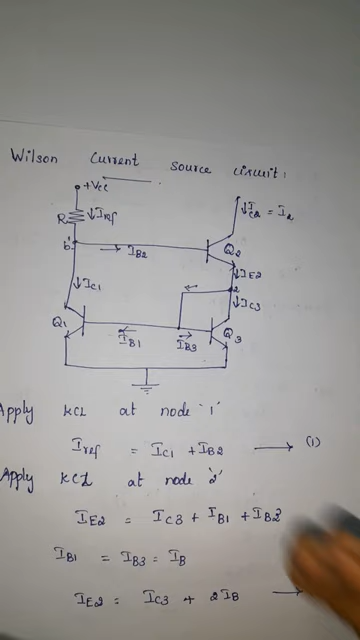 Wilson Current Source circuit:
+Vcc
R ↓Iref
↓Ic2 = I2
b'
→ IB2
Q2
↓IE2
2
↓IC1
↓IC3
Q1
IB1
IB3
Q3
Apply KCL at node '1'
Iref = IC1 + IB2 → (1)
Apply KCL at node '2'
IE2 = IC3 + IB1 + IB3
IB1 = IB3 = IB
IE2 = IC3 + 2IB →